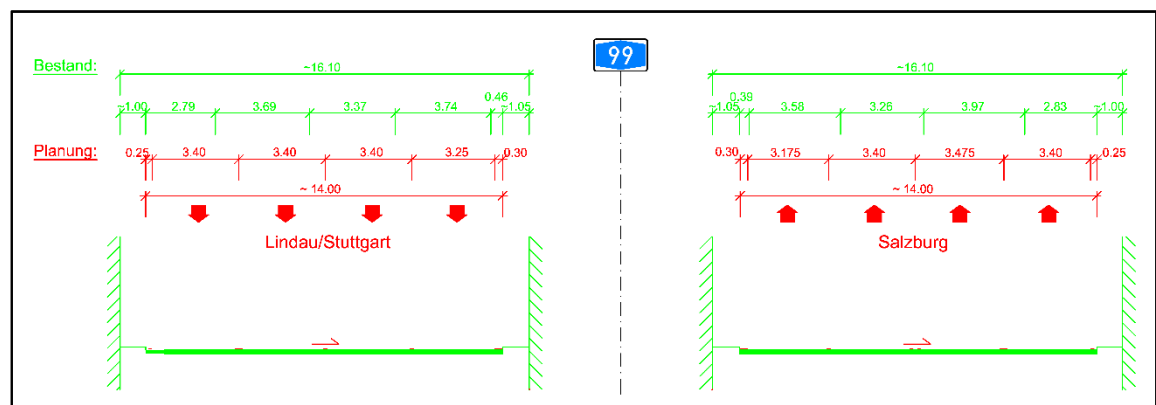 99
Bestand: ~16.10 ~16.10
~1.00 2.79 3.69 3.37 3.74 0.46 ~1.05 ~1.05 0.39 3.58 3.26 3.97 2.83 ~1.00
Planung: 0.25 3.40 3.40 3.40 3.25 0.30 0.30 3.175 3.40 3.475 3.40 0.25
~ 14.00 ~ 14.00
Lindau/Stuttgart Salzburg